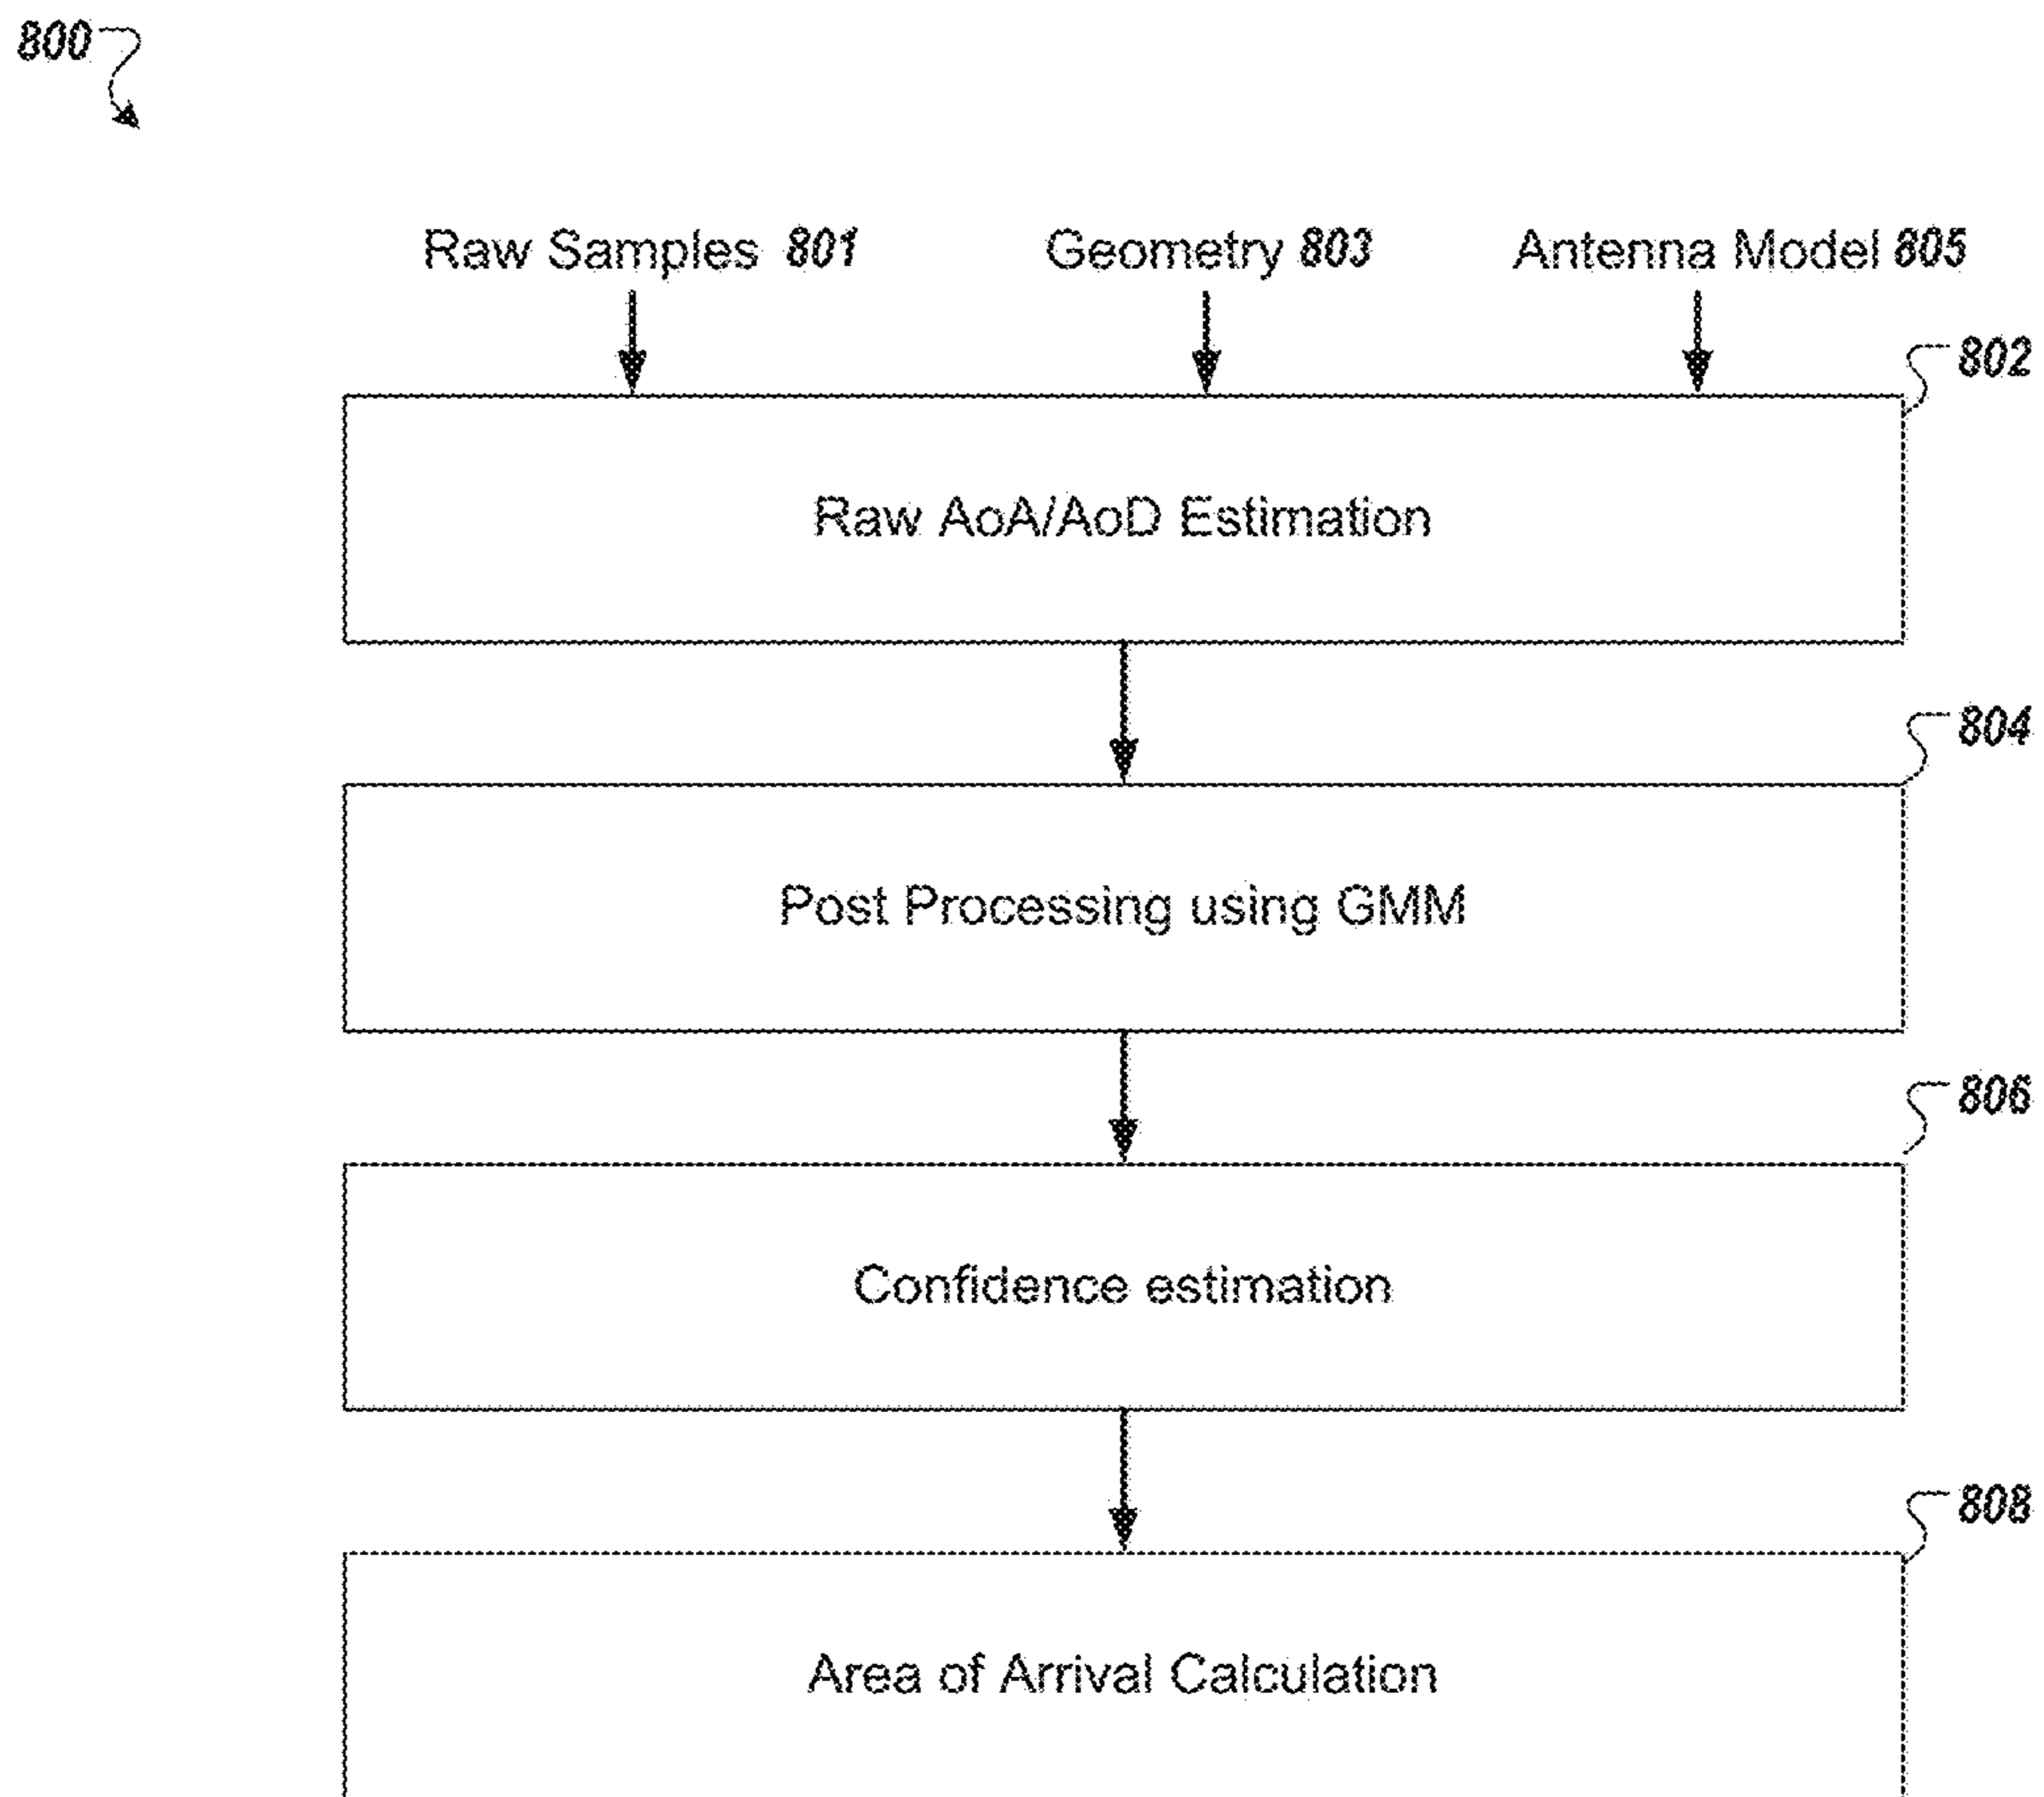 800
Raw Samples 801 Geometry 803 Antenna Model 805
802
Raw AoA/AoD Estimation
804
Post Processing using GMM
806
Confidence estimation
808
Area of Arrival Calculation